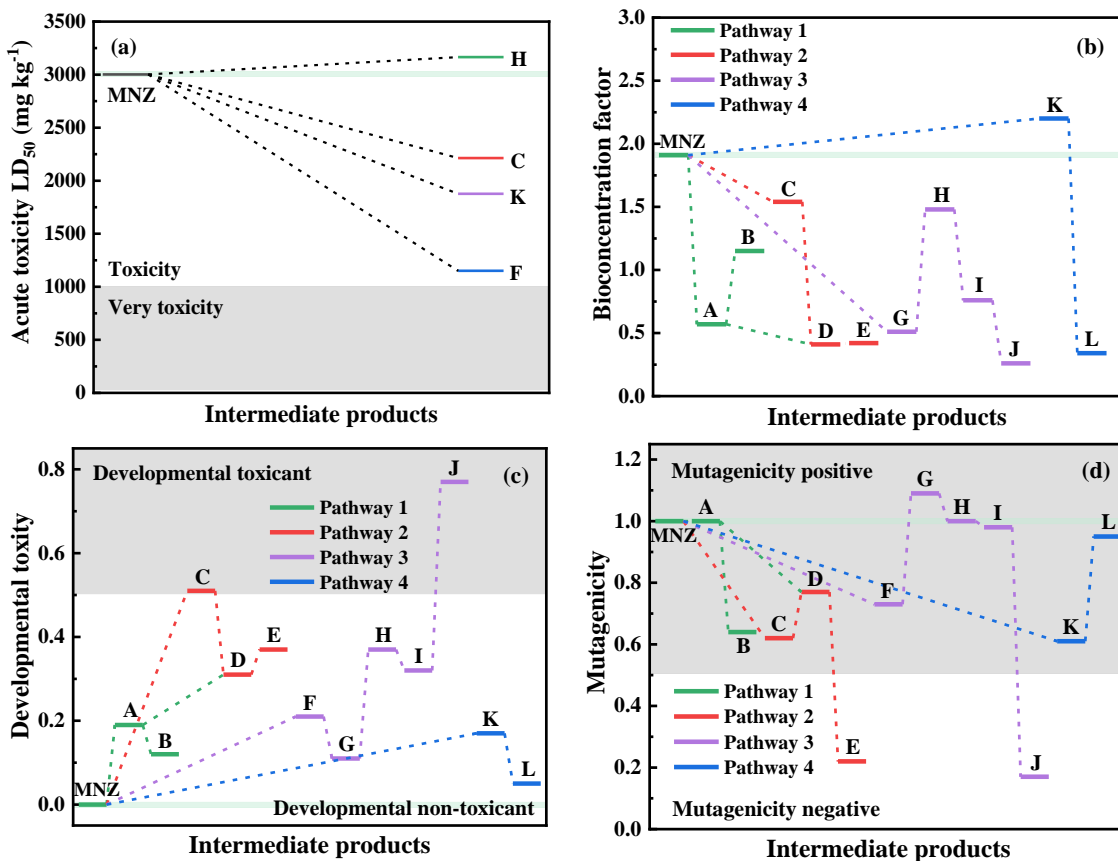 (a)
Acute toxicity LD50 (mg kg-1)
3500
3000
2500
2000
1500
1000
500
0
MNZ
H
C
K
F
Toxicity
Very toxicity
Intermediate products
(b)
Bioconcentration factor
3.0
2.5
2.0
1.5
1.0
0.5
0.0
Pathway 1
Pathway 2
Pathway 3
Pathway 4
MNZ
A
B
C
D
E
G
H
I
J
K
L
Intermediate products
(c)
Developmental toxity
0.8
0.6
0.4
0.2
0.0
Developmental toxicant
Pathway 1
Pathway 2
Pathway 3
Pathway 4
MNZ
A
B
C
D
E
F
G
H
I
J
K
L
Developmental non-toxicant
Intermediate products
(d)
Mutagenicity
1.2
1.0
0.8
0.6
0.4
0.2
0.0
Mutagenicity positive
MNZ
A
B
C
D
E
F
G
H
I
J
K
L
Pathway 1
Pathway 2
Pathway 3
Pathway 4
Mutagenicity negative
Intermediate products